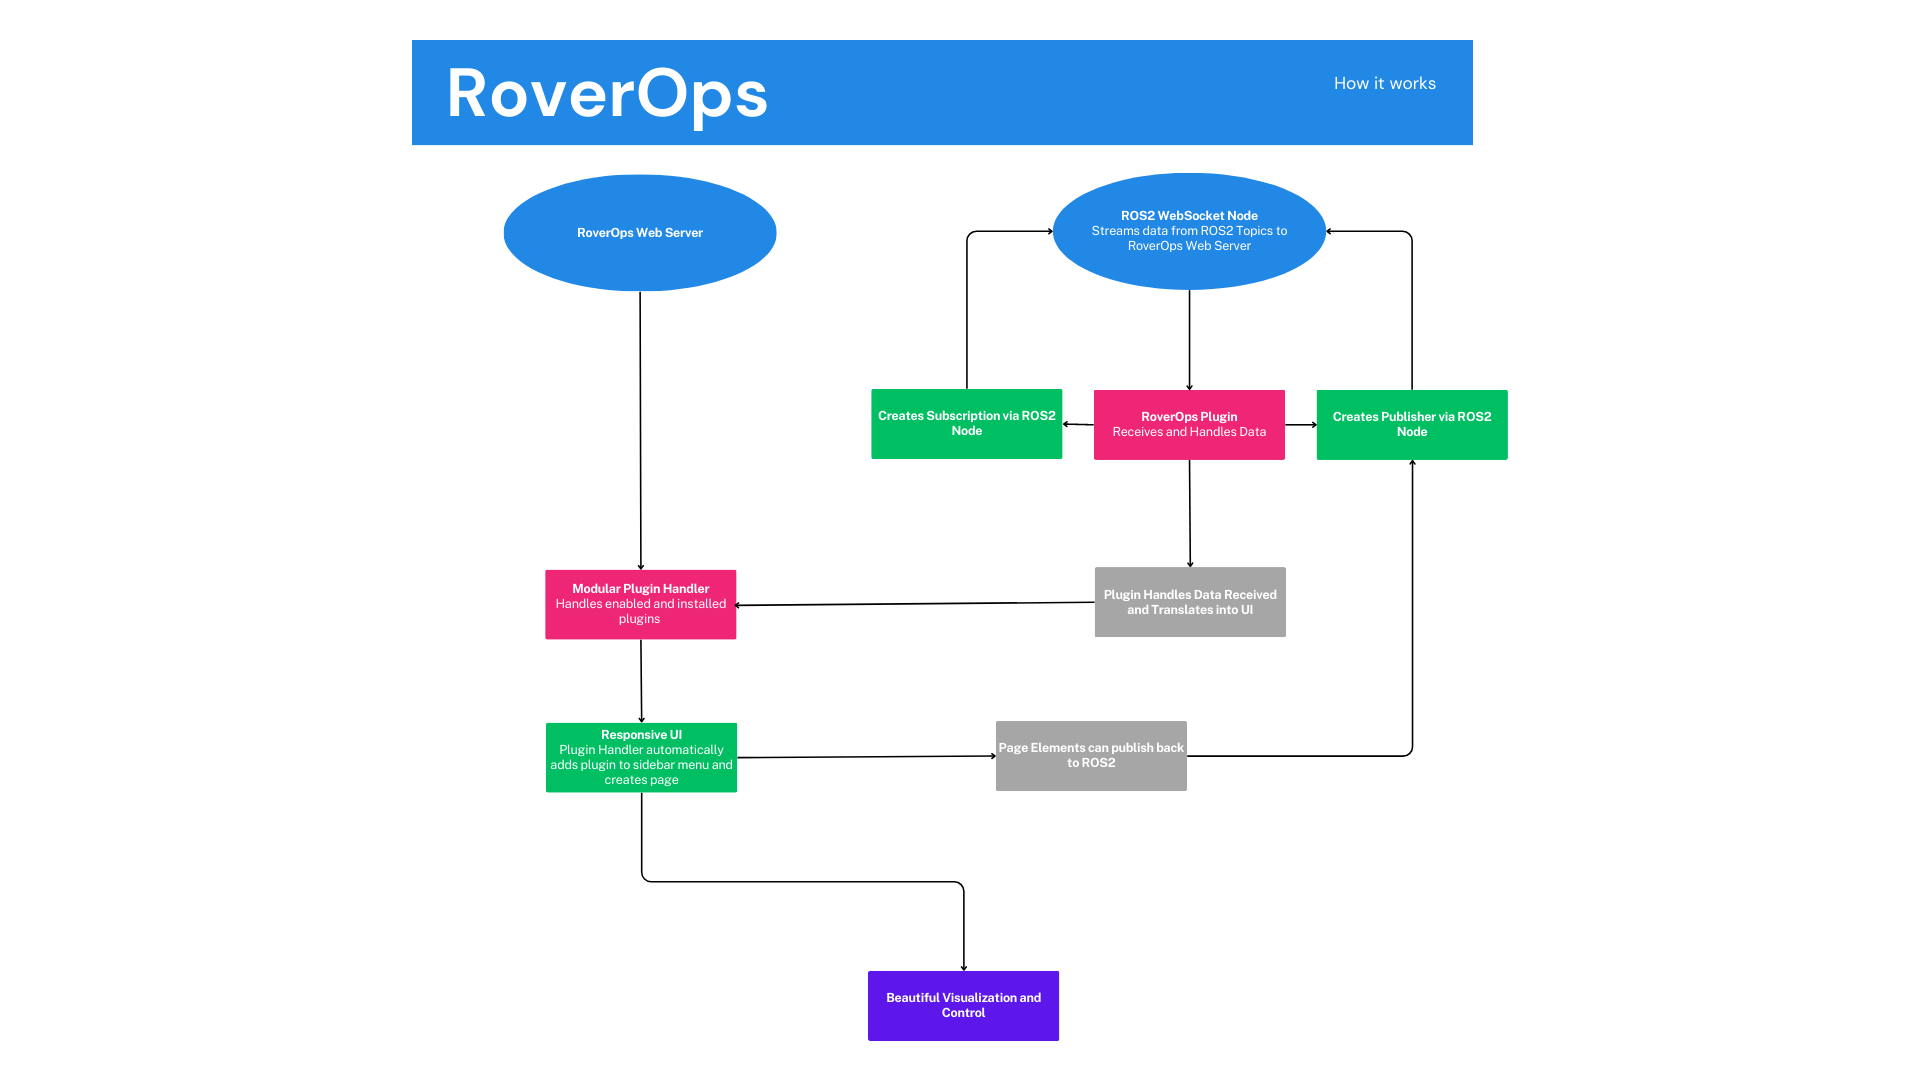 RoverOps
How it works
RoverOps Web Server
ROS2 WebSocket Node
Streams data from ROS2 Topics to
RoverOps Web Server
Creates Subscription via ROS2
Node
RoverOps Plugin
Receives and Handles Data
Creates Publisher via ROS2
Node
Modular Plugin Handler
Handles enabled and installed
plugins
Plugin Handles Data Received
and Translates into UI
Responsive UI
Plugin Handler automatically
adds plugin to sidebar menu and
creates page
Page Elements can publish back
to ROS2
Beautiful Visualization and
Control